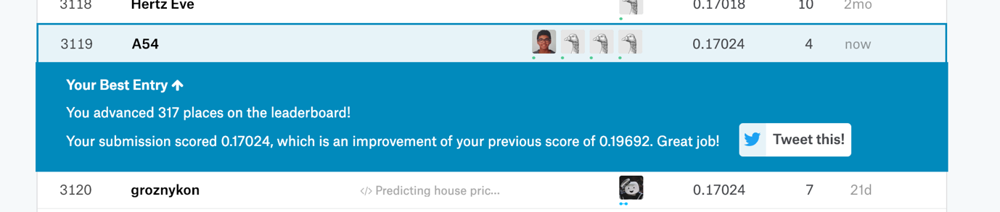 3118 Hertz Eve 0.17018 10 2mo
3119 A54 0.17024 4 now
Your Best Entry
You advanced 317 places on the leaderboard!
Your submission scored 0.17024, which is an improvement of your previous score of 0.19692. Great job! Tweet this!
3120 groznykon </> Predicting house pric... 0.17024 7 21d